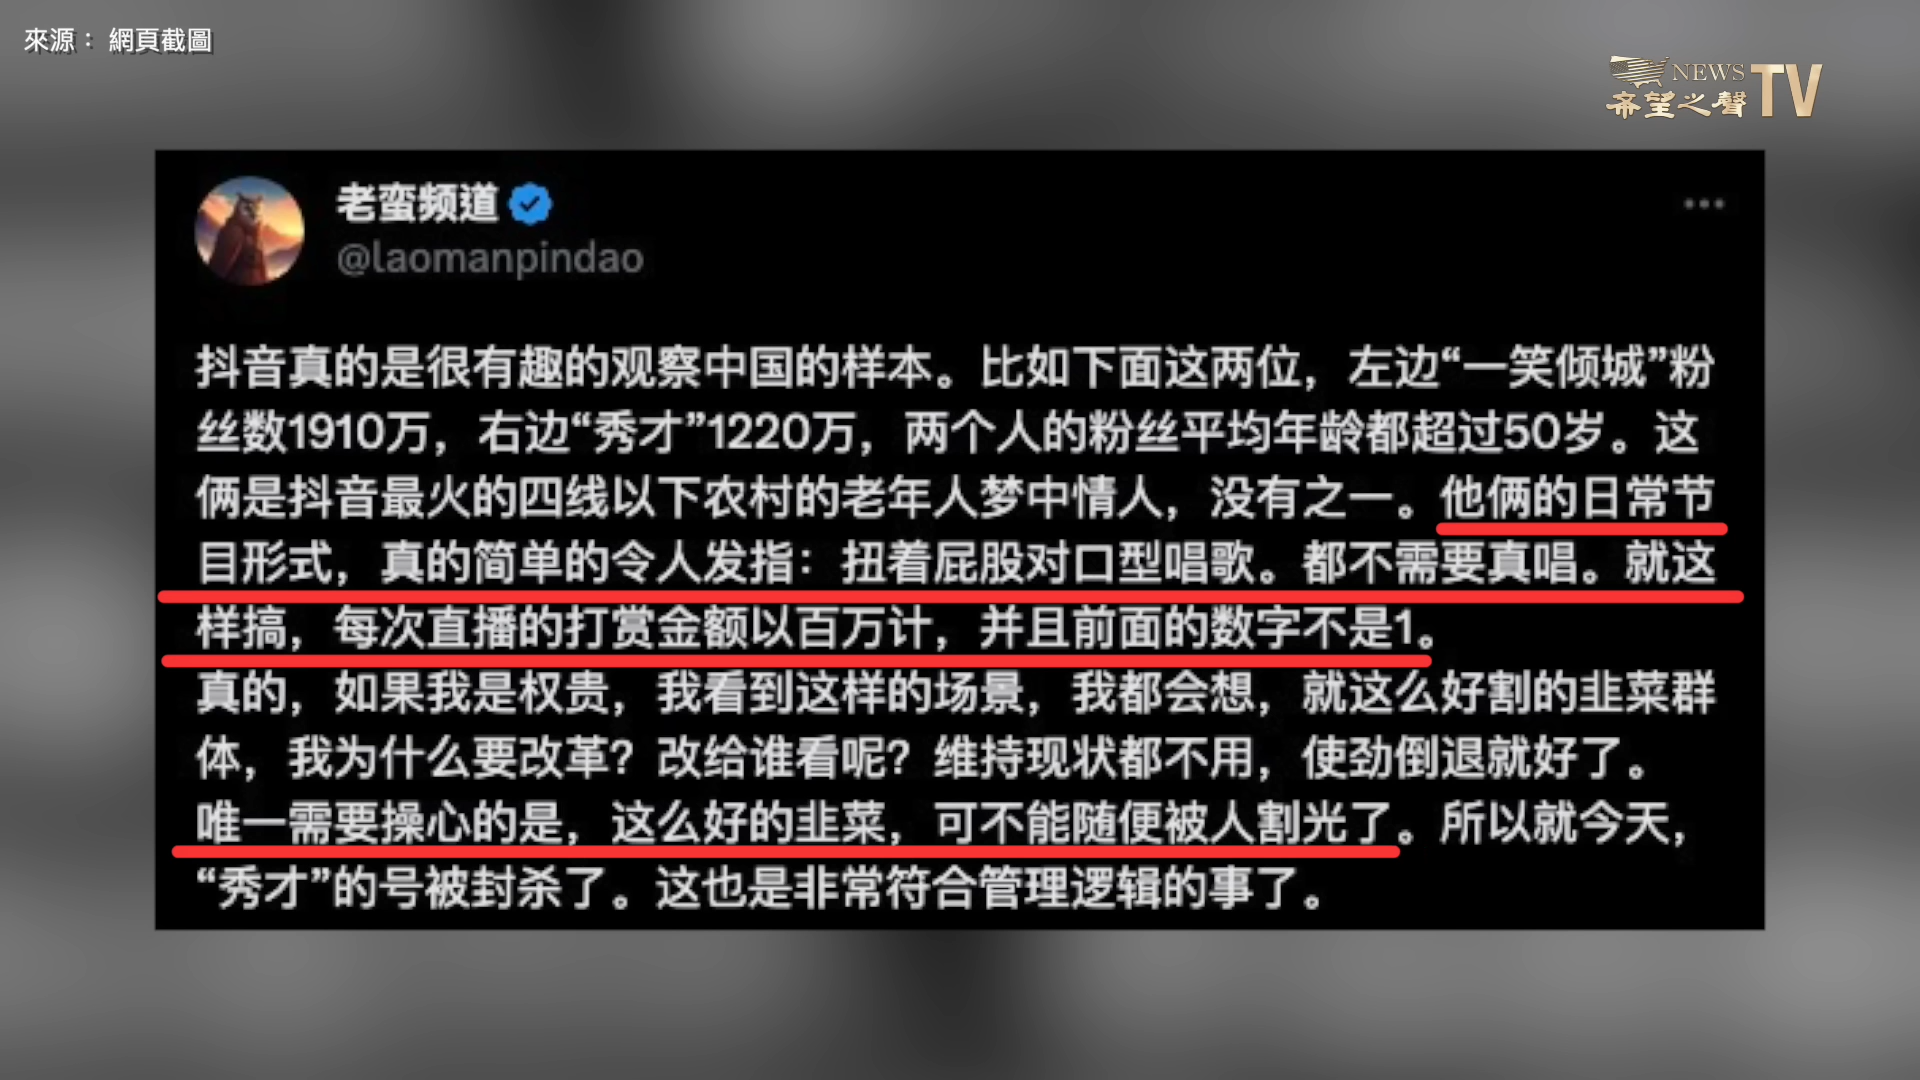 來源： 網頁截圖
NEWS
希望之聲TV
老蛮频道
@laomanpindao
抖音真的是很有趣的观察中国的样本。比如下面这两位，左边“一笑倾城”粉
丝数1910万，右边“秀才”1220万，两个人的粉丝平均年龄都超过50岁。这
俩是抖音最火的四线以下农村的老年人梦中情人，没有之一。他俩的日常节
目形式，真的简单的令人发指：扭着屁股对口型唱歌。都不需要真唱。就这
样搞，每次直播的打赏金额以百万计，并且前面的数字不是1。
真的，如果我是权贵，我看到这样的场景，我都会想，就这么好割的韭菜群
体，我为什么要改革？改给谁看呢？维持现状都不用，使劲倒退就好了。
唯一需要操心的是，这么好的韭菜，可不能随便被人割光了。所以就今天，
“秀才”的号被封杀了。这也是非常符合管理逻辑的事了。